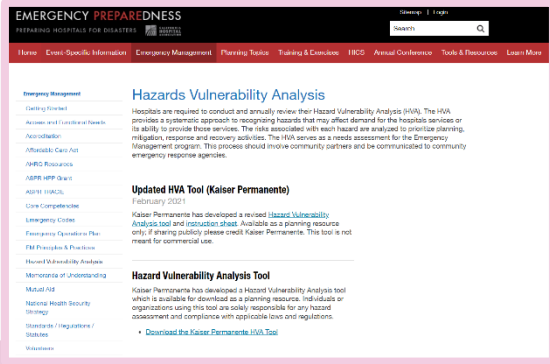 EMERGENCY PREPAREDNESS
Sitemap | Login
PREPARING HOSPITALS FOR DISASTERS
CALIFORNIA HOSPITAL ASSOCIATION
Search
Home Event-Specific Information Emergency Management Planning Topics Training & Exercises HICS Annual Conference Tools & Resources Learn More
Emergency Management
Getting Started
Access and Functional Needs
Accreditation
Affordable Care Act
AHRQ Resources
ASPR HPP Grant
ASPR TRACIE
Core Competencies
Emergency Codes
Emergency Operations Plan
EM Principles & Practices
Hazard Vulnerability Analysis
Memoranda of Understanding
Mutual Aid
National Health Security
Strategy
Standards / Regulations /
Statutes
Volunteers
Hazards Vulnerability Analysis
Hospitals are required to conduct and annually review their Hazard Vulnerability Analysis (HVA). The HVA
provides a systematic approach to recognizing hazards that may affect demand for the hospitals services or
its ability to provide those services. The risks associated with each hazard are analyzed to prioritize planning,
mitigation, response and recovery activities. The HVA serves as a needs assessment for the Emergency
Management program. This process should involve community partners and be communicated to community
emergency response agencies.
Updated HVA Tool (Kaiser Permanente)
February 2021
Kaiser Permanente has developed a revised Hazard Vulnerability
Analysis tool and instruction sheet. Available as a planning resource
only; if sharing publicly please credit Kaiser Permanente. This tool is not
meant for commercial use.
Hazard Vulnerability Analysis Tool
Kaiser Permanente has developed a Hazard Vulnerability Analysis tool
which is available for download as a planning resource. Individuals or
organizations using this tool are solely responsible for any hazard
assessment and compliance with applicable laws and regulations.
• Download the Kaiser Permanente HVA Tool